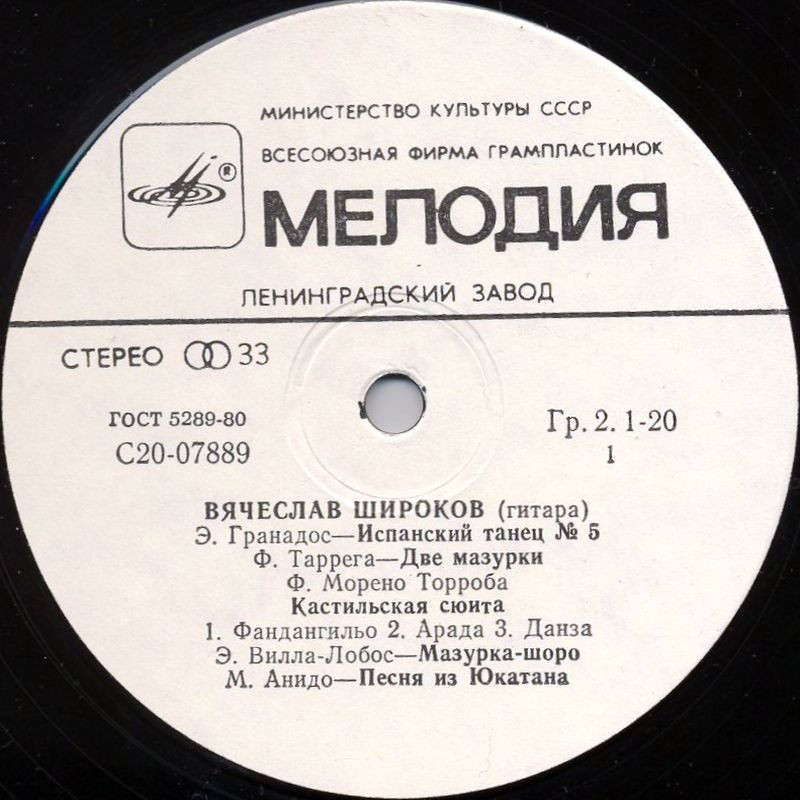 МИНИСТЕРСТВО КУЛЬТУРЫ СССР
ВСЕСОЮЗНАЯ ФИРМА ГРАМПЛАСТИНОК
®
МЕЛОДИЯ
ЛЕНИНГРАДСКИЙ ЗАВОД
СТЕРЕО 33
ГОСТ 5289-80
Гр. 2. 1-20
С20-07889
1
ВЯЧЕСЛАВ ШИРОКОВ (гитара)
Э. Гранадос—Испанский танец № 5
Ф. Таррега—Две мазурки
Ф. Морено Торроба
Кастильская сюита
1. Фандангильо 2. Арада 3. Данза
Э. Вилла-Лобос—Мазурка-шоро
М. Анидо—Песня из Юкатана